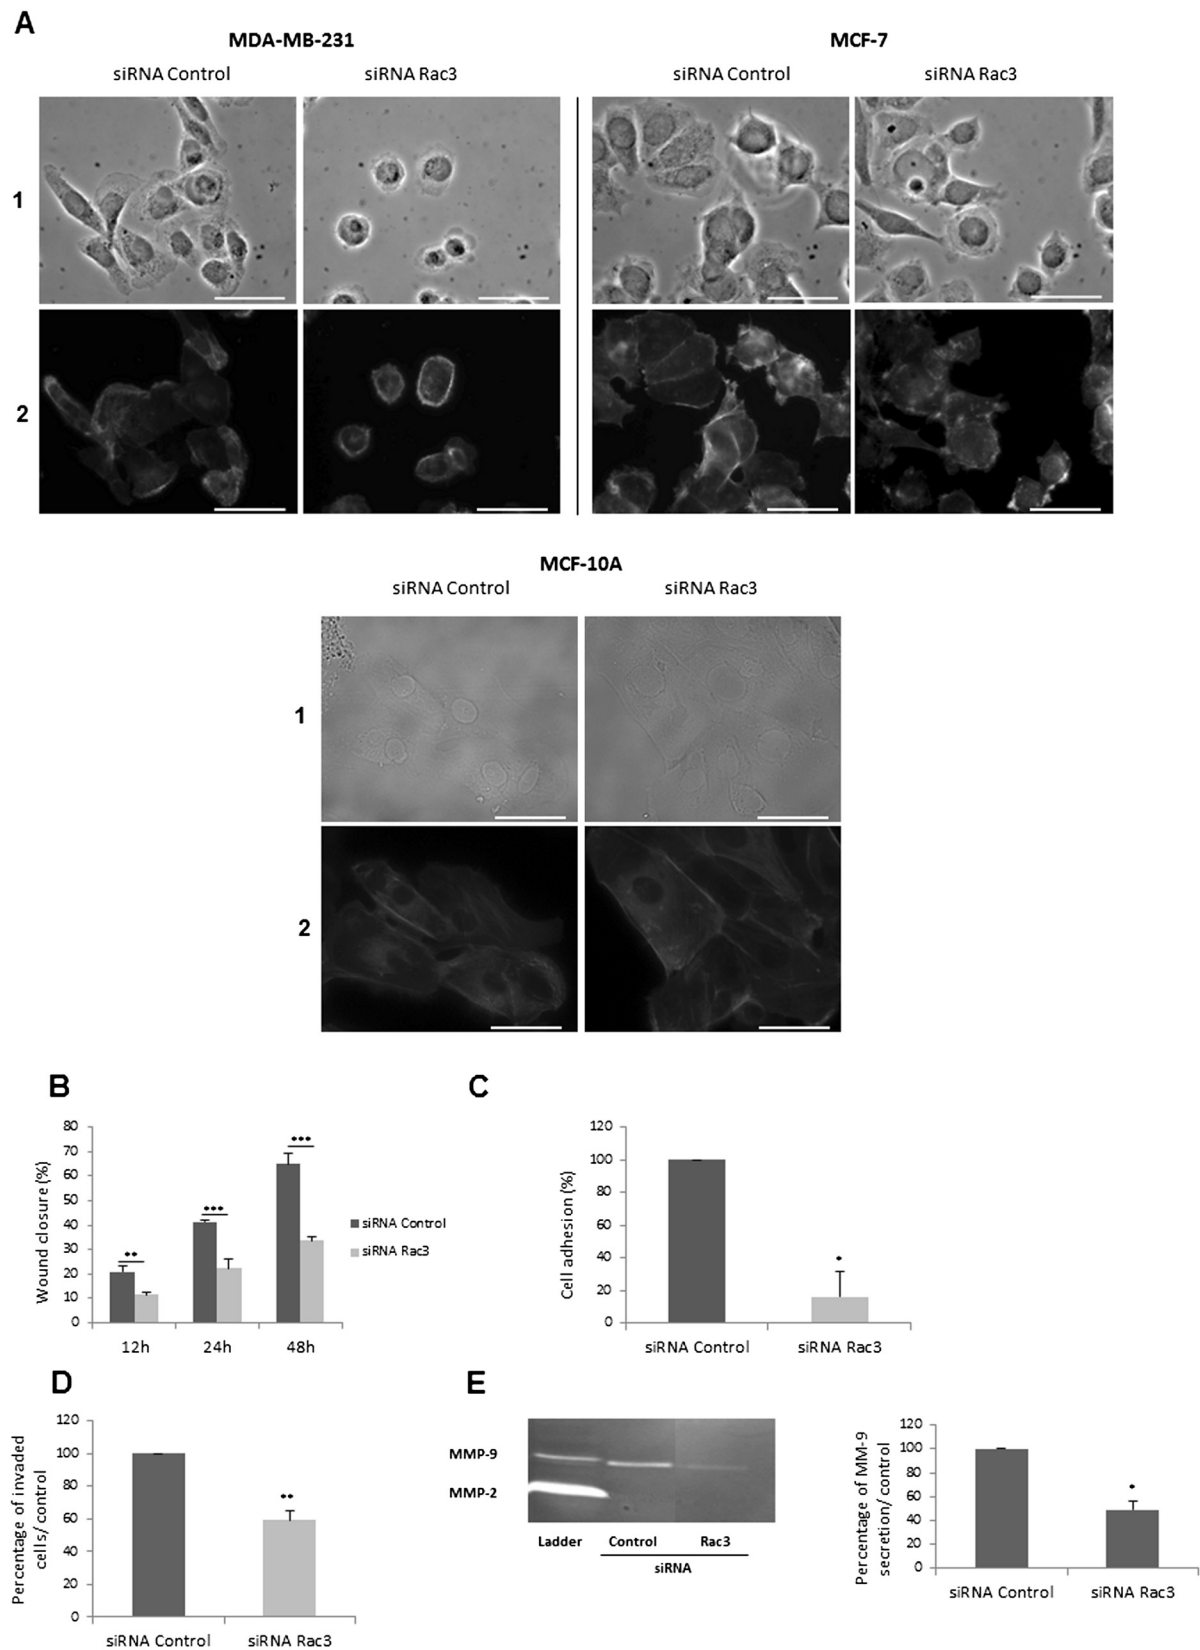 A
MDA-MB-231
MCF-7
siRNA Control
siRNA Rac3
siRNA Control
siRNA Rac3
1
2
MCF-10A
siRNA Control
siRNA Rac3
1
2
B
Wound closure (%)
80
70
60
50
40
30
20
10
0
**
***
***
12h
24h
48h
siRNA Control
siRNA Rac3
C
Cell adhesion (%)
120
100
80
60
40
20
0
*
siRNA Control
siRNA Rac3
D
Percentage of invaded
cells/ control
120
100
80
60
40
20
0
**
siRNA Control
siRNA Rac3
E
MMP-9
MMP-2
Ladder
Control
Rac3
siRNA
Percentage of MM-9
secretion/ control
120
100
80
60
40
20
0
*
siRNA Control
siRNA Rac3